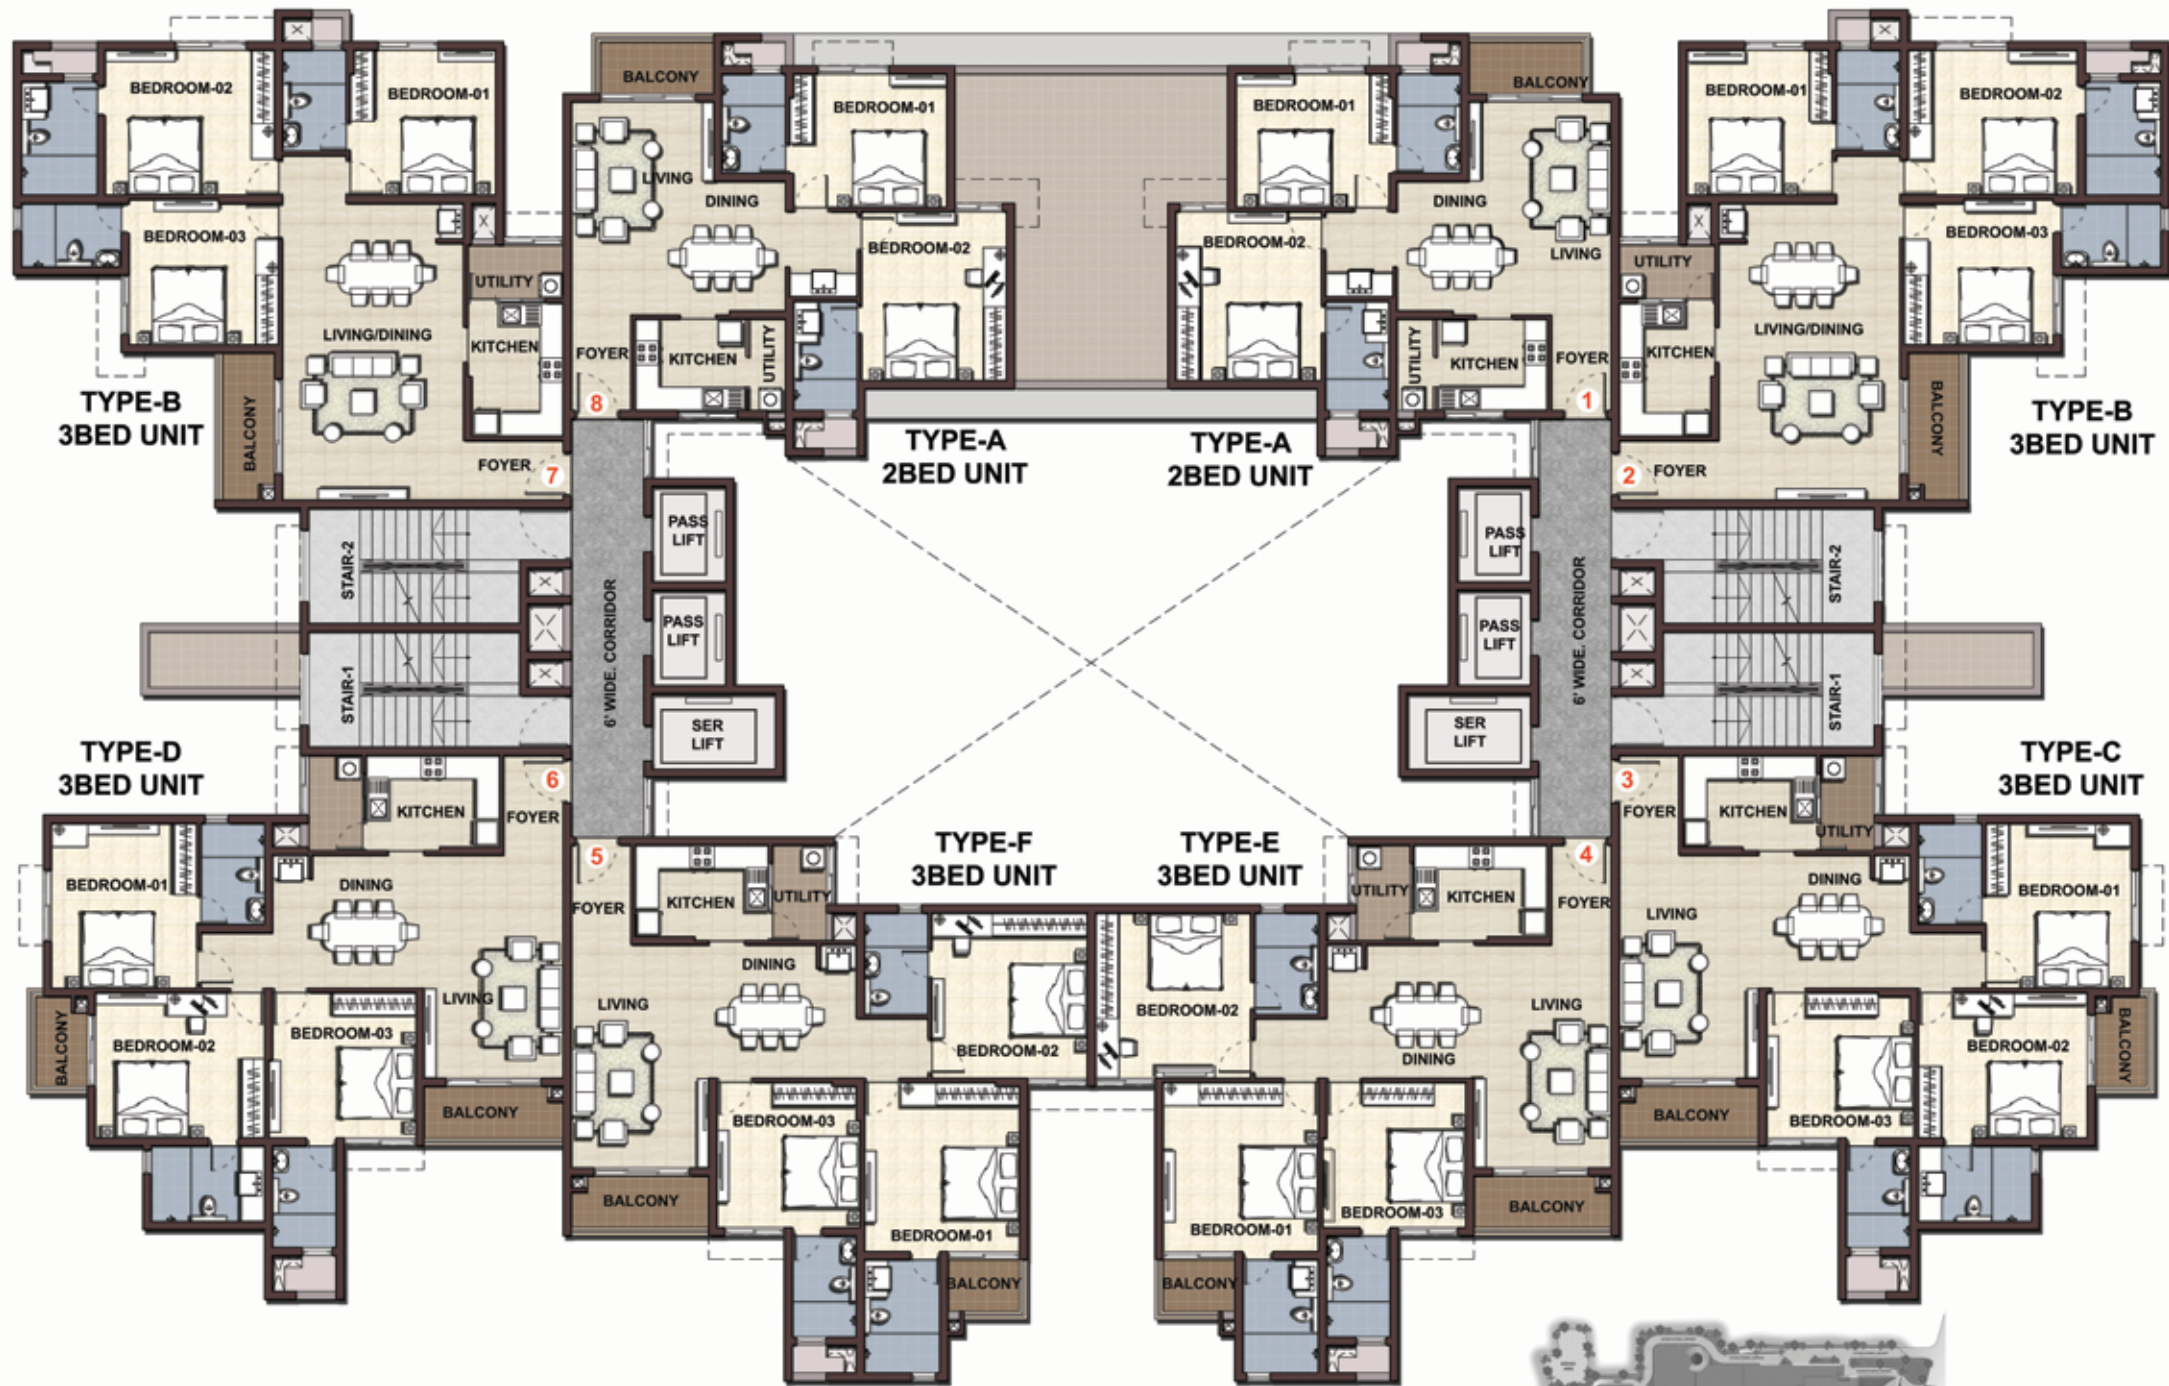 BEDROOM-02
BEDROOM-01
BEDROOM-03
UTILITY
LIVING/DINING
KITCHEN
BALCONY
FOYER
7
TYPE-B
3BED UNIT
BALCONY
BEDROOM-01
LIVING
DINING
BEDROOM-02
FOYER
KITCHEN
UTILITY
8
TYPE-A
2BED UNIT
BALCONY
BEDROOM-01
DINING
BEDROOM-02
LIVING
UTILITY
KITCHEN
FOYER
1
TYPE-A
2BED UNIT
BEDROOM-01
BEDROOM-02
BEDROOM-03
UTILITY
LIVING/DINING
KITCHEN
BALCONY
FOYER
2
TYPE-B
3BED UNIT
STAIR-2
STAIR-1
6' WIDE. CORRIDOR
PASS
LIFT
PASS
LIFT
SER
LIFT
PASS
LIFT
PASS
LIFT
SER
LIFT
6' WIDE. CORRIDOR
STAIR-2
STAIR-1
TYPE-D
3BED UNIT
6
KITCHEN
FOYER
BEDROOM-01
DINING
LIVING
BALCONY
BEDROOM-02
BEDROOM-03
BALCONY
TYPE-F
3BED UNIT
5
FOYER
KITCHEN
UTILITY
DINING
LIVING
BEDROOM-02
BEDROOM-03
BALCONY
BEDROOM-01
BALCONY
TYPE-E
3BED UNIT
4
UTILITY
KITCHEN
FOYER
BEDROOM-02
LIVING
DINING
BEDROOM-03
BALCONY
BEDROOM-01
BALCONY
TYPE-C
3BED UNIT
3
FOYER
KITCHEN
UTILITY
DINING
BEDROOM-01
LIVING
BEDROOM-02
BALCONY
BALCONY
BEDROOM-03